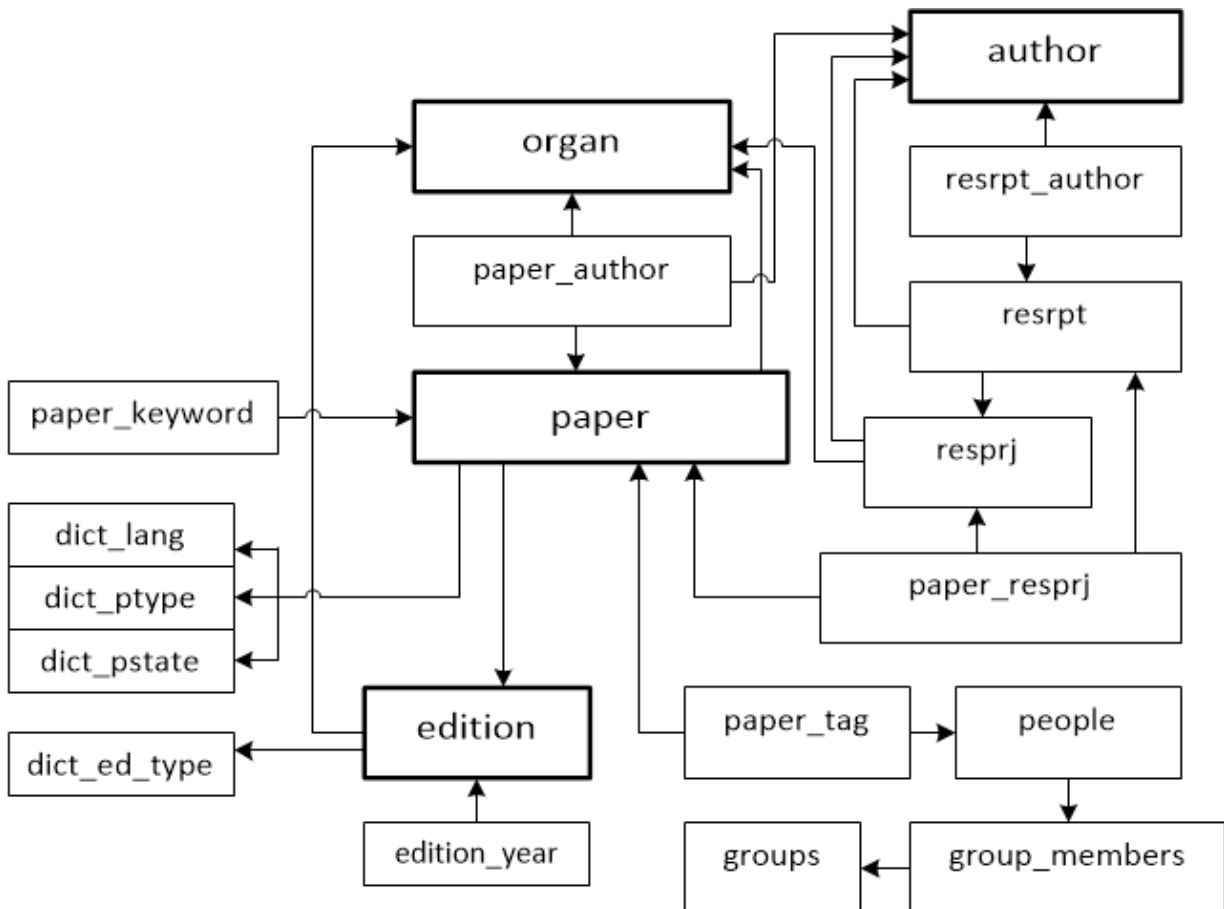 author
organ
resrpt_author
paper_author
resrpt
paper_keyword
paper
resprj
dict_lang
dict_ptype
paper_resprj
dict_pstate
edition
paper_tag
people
dict_ed_type
edition_year
groups
group_members